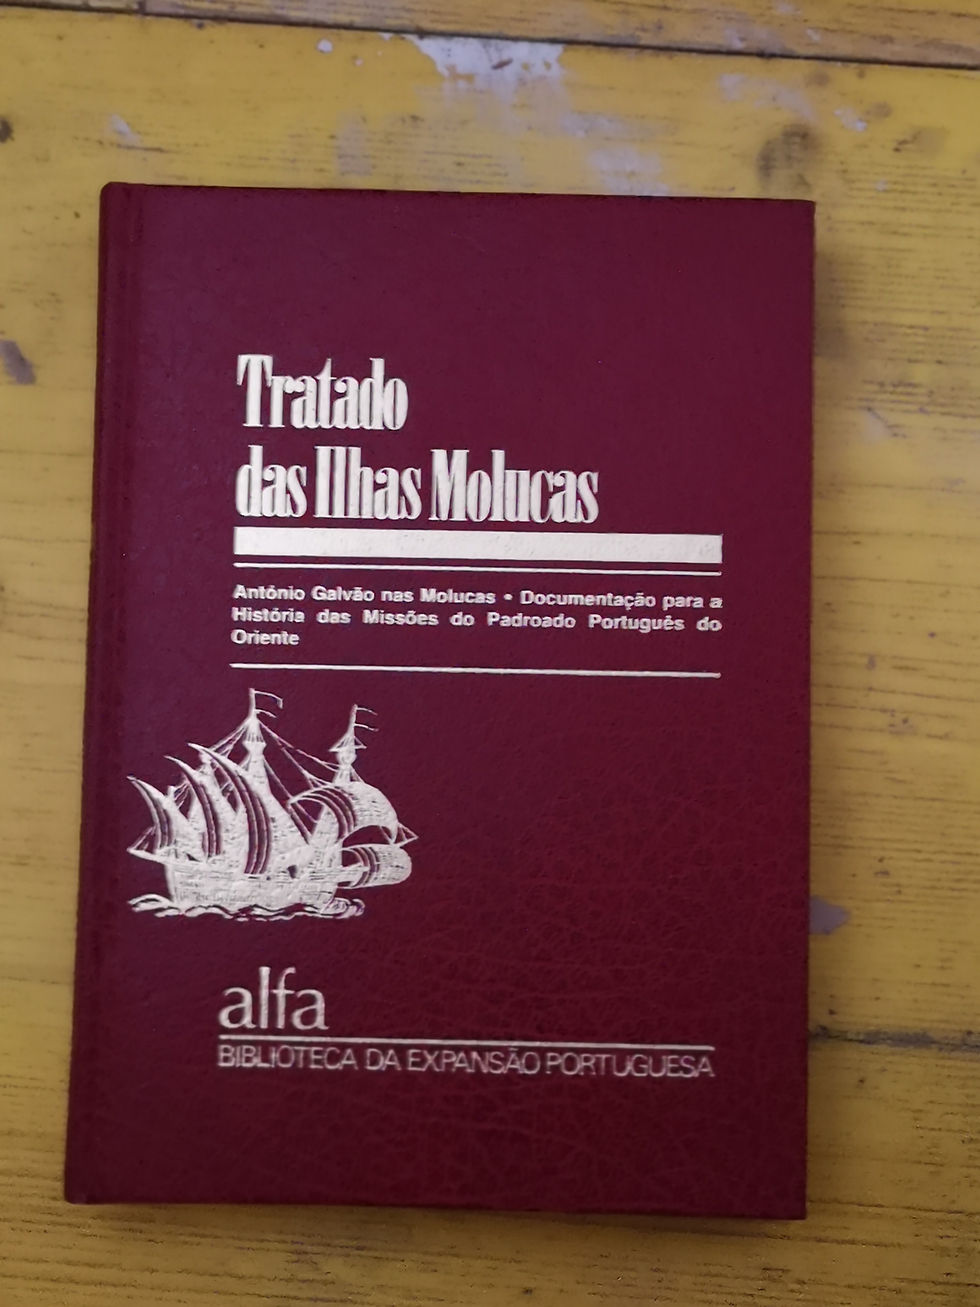 Tratado
das Ilhas Molucas
António Galvão nas Molucas • Documentação para a
História das Missões do Padroado Português do
Oriente
alfa
BIBLIOTECA DA EXPANSÃO PORTUGUESA